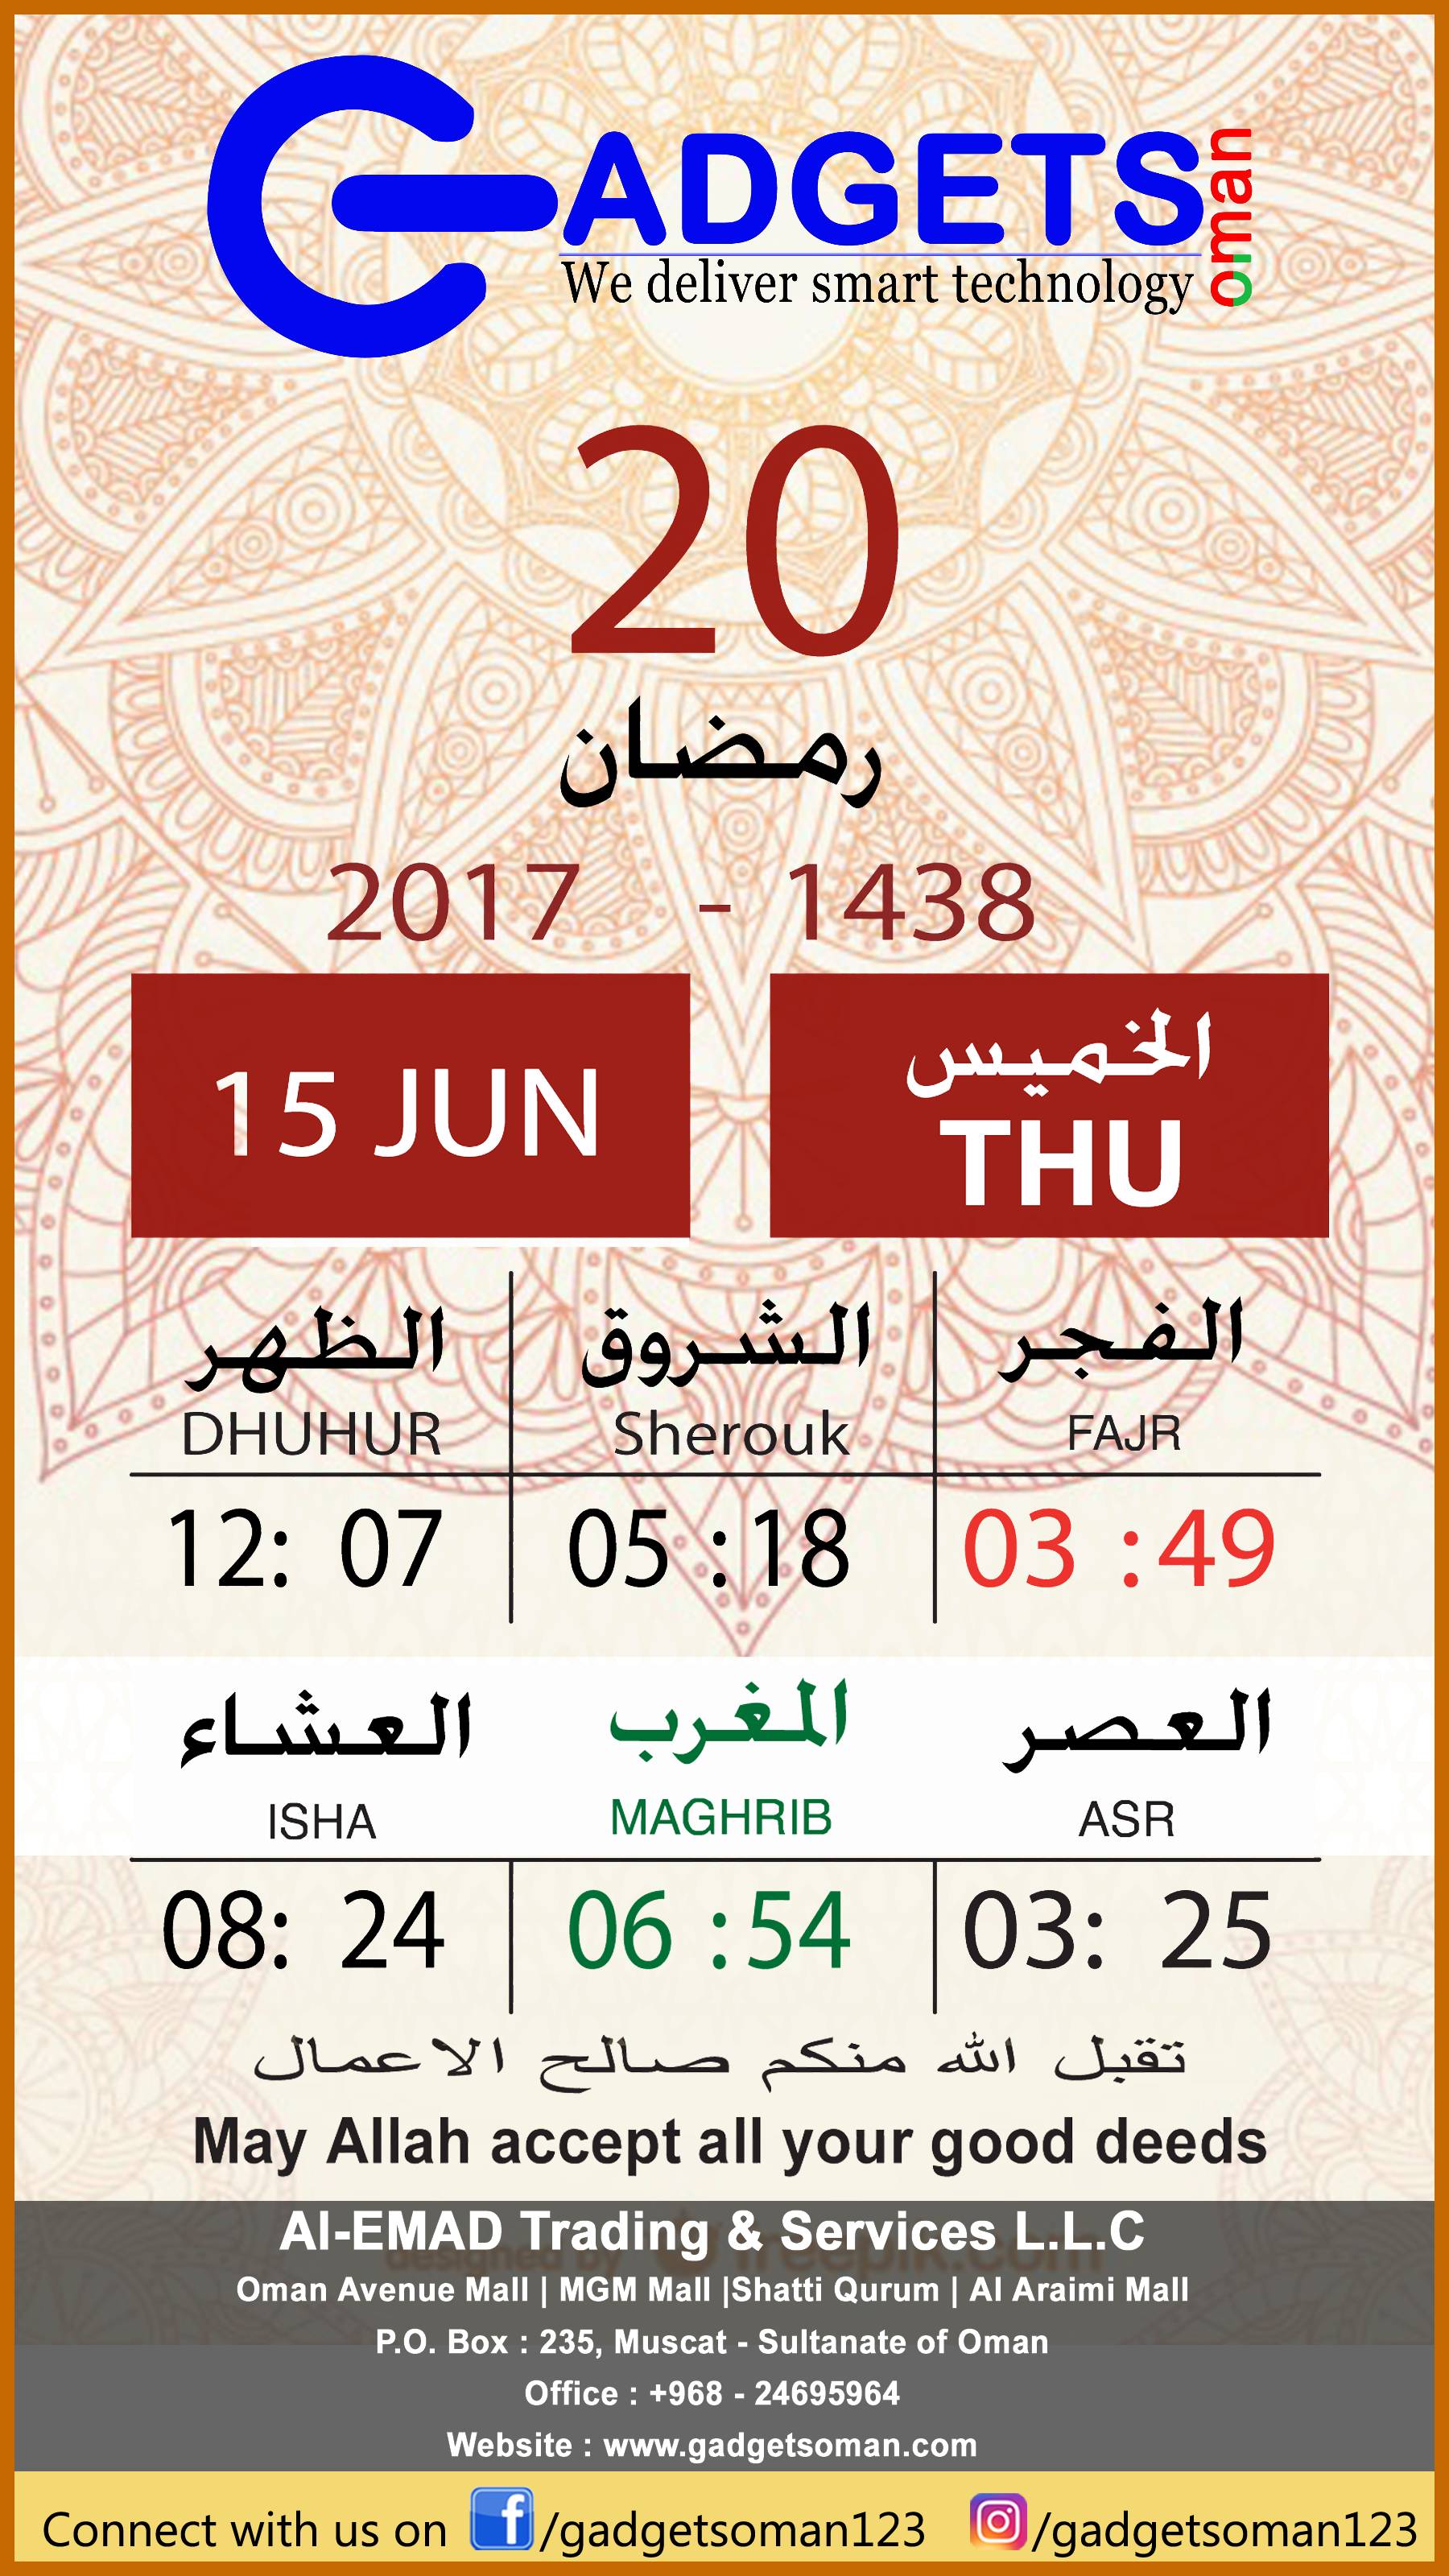 GADGETS oman
We deliver smart technology
20
رمضان
2017 - 1438
15 JUN
الخميس
THU
الظهر الشروق الفجر
DHUHUR Sherouk FAJR
12: 07 05 :18 03 :49
العشاء المغرب العصر
ISHA MAGHRIB ASR
08: 24 06 :54 03: 25
تقبل الله منكم صالح الاعمال
May Allah accept all your good deeds
Al-EMAD Trading & Services L.L.C
designed by freepik.com
Oman Avenue Mall | MGM Mall |Shatti Qurum | Al Araimi Mall
P.O. Box : 235, Muscat - Sultanate of Oman
Office : +968 - 24695964
Website : www.gadgetsoman.com
Connect with us on /gadgetsoman123 /gadgetsoman123